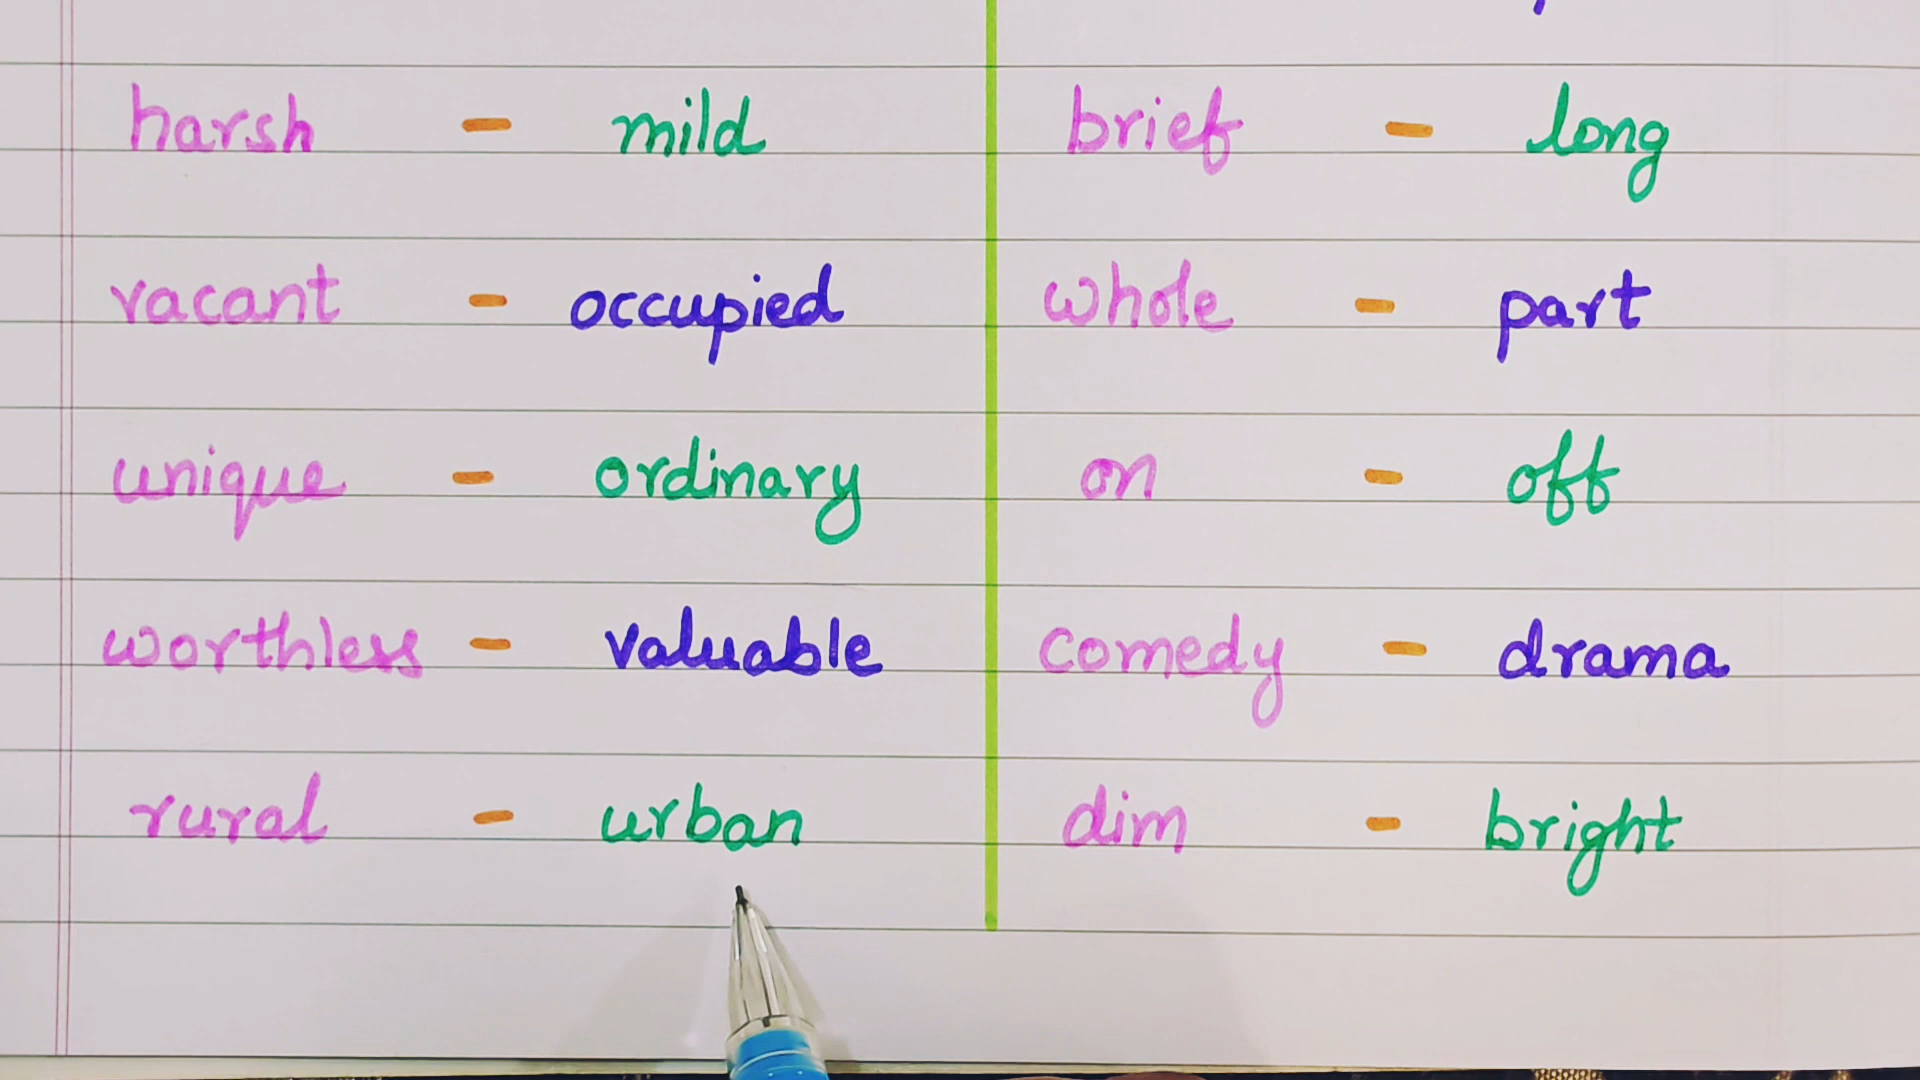 harsh - mild
vacant - occupied
unique - ordinary
worthless - valuable
rural - urban
brief - long
whole - part
on - off
comedy - drama
dim - bright